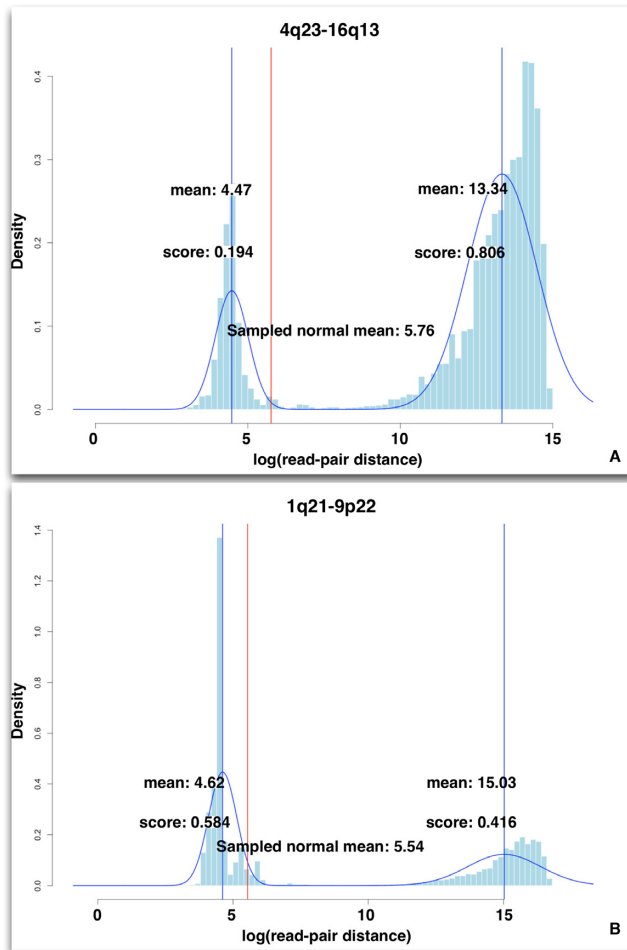 4q23-16q13
0.4
0.3
0.2
0.1
0.0
Density
mean: 4.47
mean: 13.34
score: 0.194
score: 0.806
Sampled normal mean: 5.76
0 5 10 15
log(read-pair distance)
A
1q21-9p22
1.4
1.2
1.0
0.8
0.6
0.4
0.2
0.0
Density
mean: 4.62
mean: 15.03
score: 0.584
score: 0.416
Sampled normal mean: 5.54
0 5 10 15
log(read-pair distance)
B